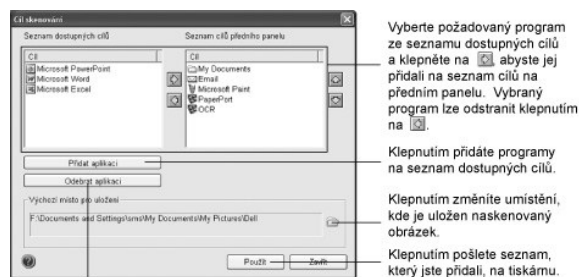 Cíl skenování
Seznam dostupných cílů
Seznam cílů předního panelu
Cíl
Microsoft PowerPoint
Microsoft Word
Microsoft Excel
Cíl
My Documents
Email
Microsoft Paint
PaperPort
OCR
Přidat aplikaci
Odebrat aplikaci
Výchozí místo pro uložení
F:\Documents and Settings\sms\My Documents\My Pictures\Dell
Použít
Zavřít
Vyberte požadovaný program
ze seznamu dostupných cílů
a klepněte na abyste jej
přidali na seznam cílů na
předním panelu. Vybraný
program lze odstranit klepnutím
na .
Klepnutím přidáte programy
na seznam dostupných cílů.
Klepnutím změníte umístění,
kde je uložen naskenovaný
obrázek.
Klepnutím pošlete seznam,
který jste přidali, na tiskárnu.